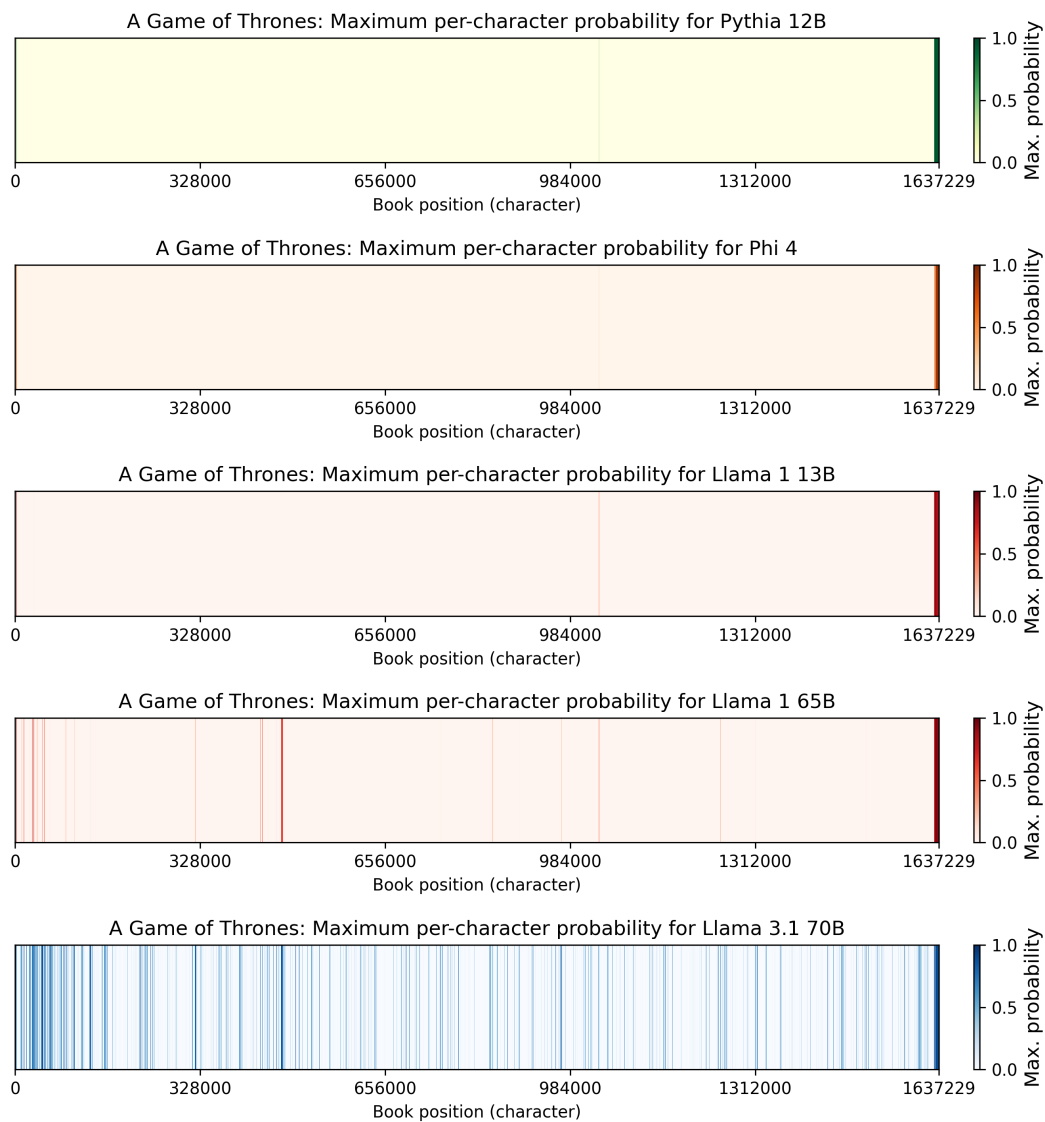 A Game of Thrones: Maximum per-character probability for Pythia 12B
1.0
0.5
0.0
Max. probability
0 328000 656000 984000 1312000 1637229
Book position (character)
A Game of Thrones: Maximum per-character probability for Phi 4
1.0
0.5
0.0
Max. probability
0 328000 656000 984000 1312000 1637229
Book position (character)
A Game of Thrones: Maximum per-character probability for Llama 1 13B
1.0
0.5
0.0
Max. probability
0 328000 656000 984000 1312000 1637229
Book position (character)
A Game of Thrones: Maximum per-character probability for Llama 1 65B
1.0
0.5
0.0
Max. probability
0 328000 656000 984000 1312000 1637229
Book position (character)
A Game of Thrones: Maximum per-character probability for Llama 3.1 70B
1.0
0.5
0.0
Max. probability
0 328000 656000 984000 1312000 1637229
Book position (character)